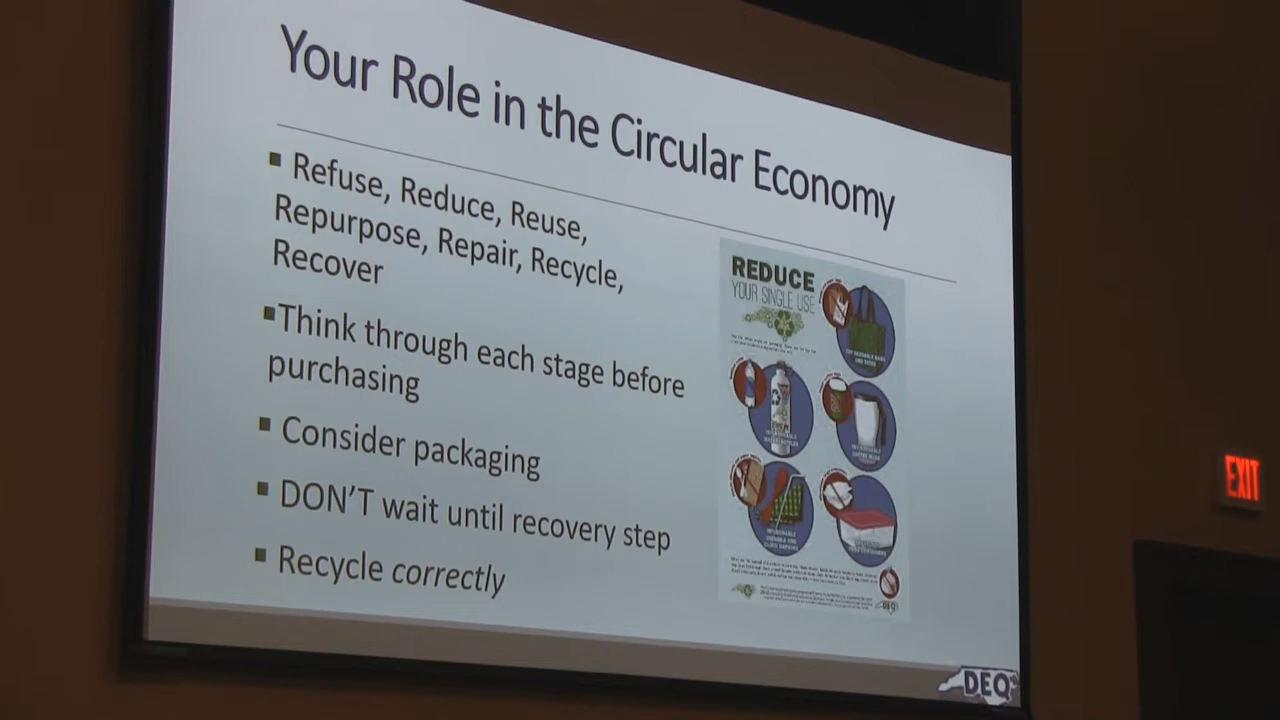 Your Role in the Circular Economy
▪ Refuse, Reduce, Reuse,
Repurpose, Repair, Recycle,
Recover
▪Think through each stage before
purchasing
▪ Consider packaging
▪ DON'T wait until recovery step
▪ Recycle correctly
REDUCE
YOUR SINGLE USE
DEQ
DEQ
EXIT